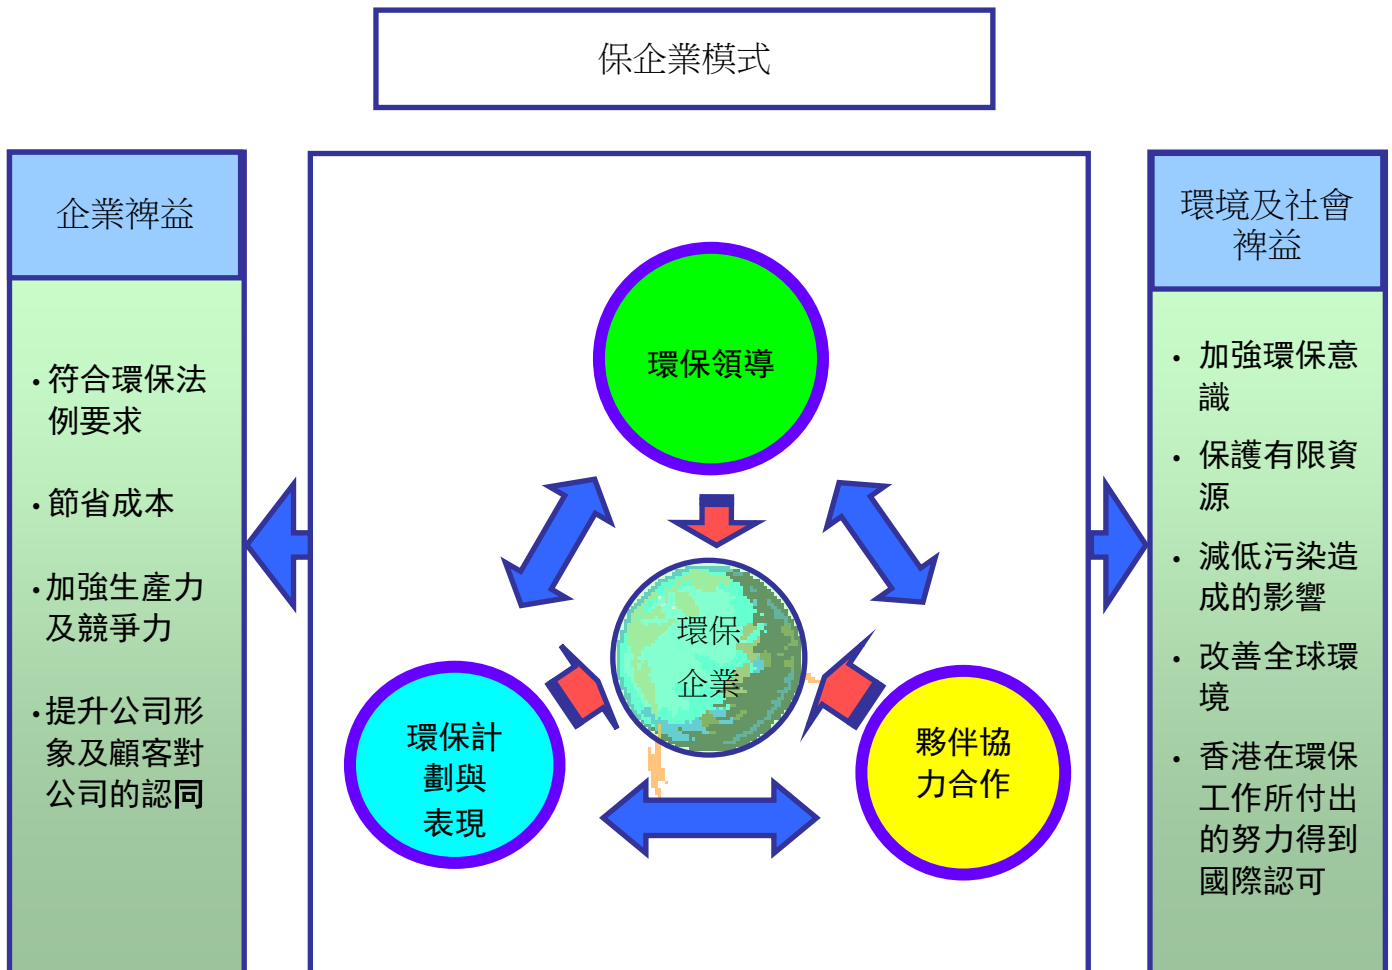 保企業模式
企業裨益
• 符合環保法
例要求
• 節省成本
• 加強生產力
及競爭力
• 提升公司形
象及顧客對
公司的認同
環保領導
環保
企業
環保計
劃與
表現
夥伴協
力合作
環境及社會
裨益
• 加強環保意
識
• 保護有限資
源
• 減低污染造
成的影響
• 改善全球環
境
• 香港在環保
工作所付出
的努力得到
國際認可